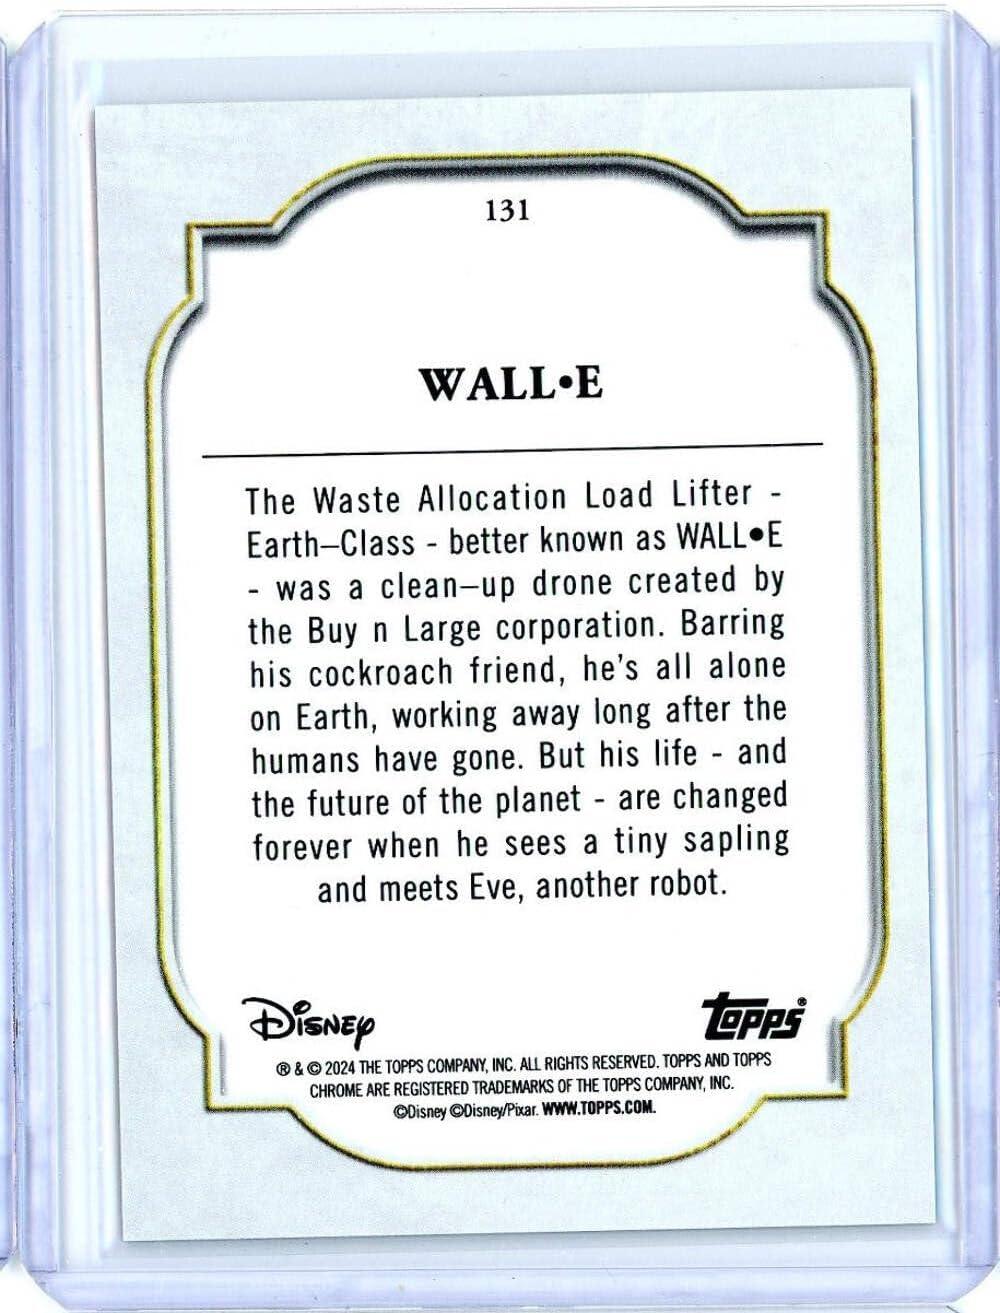 131
WALL•E
The Waste Allocation Load Lifter -
Earth–Class - better known as WALL•E
- was a clean–up drone created by
the Buy n Large corporation. Barring
his cockroach friend, he's all alone
on Earth, working away long after the
humans have gone. But his life - and
the future of the planet - are changed
forever when he sees a tiny sapling
and meets Eve, another robot.
Disney topps®
® & © 2024 THE TOPPS COMPANY, INC. ALL RIGHTS RESERVED. TOPPS AND TOPPS
CHROME ARE REGISTERED TRADEMARKS OF THE TOPPS COMPANY, INC.
©Disney ©Disney/Pixar. WWW.TOPPS.COM.